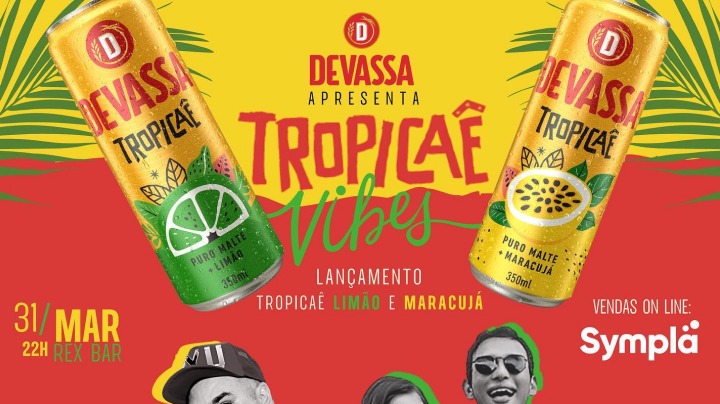 D
DEVASSA
APRESENTA
TROPICAÊ
Vibes
LANÇAMENTO
TROPICAÊ LIMÃO E MARACUJÁ
D
DEVASSA
TROPICAÊ
PURO MALTE
+ LIMÃO
350ml
D
DEVASSA
TROPICAÊ
PURO MALTE
+ MARACUJÁ
350ml
31/MAR
22H REX BAR
VENDAS ON LINE:
Sympla